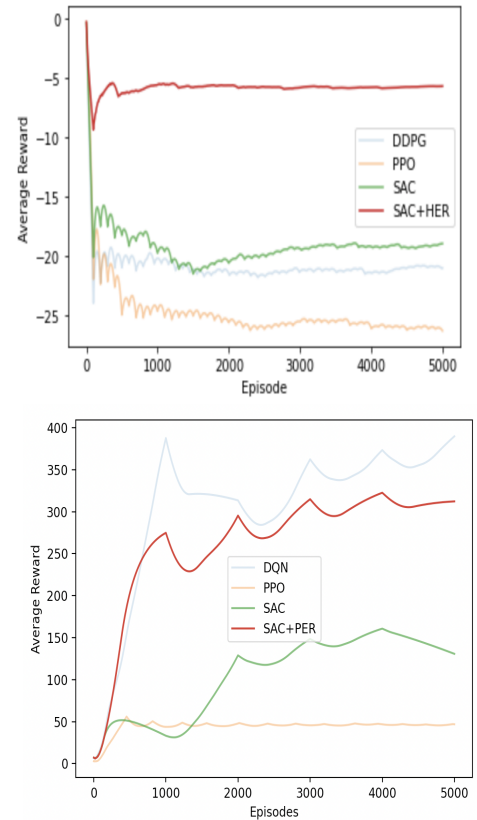 0
−5
−10
−15
−20
−25
Average Reward
DDPG
PPO
SAC
SAC+HER
0 1000 2000 3000 4000 5000
Episode
400
350
300
250
200
150
100
50
0
Average Reward
DQN
PPO
SAC
SAC+PER
0 1000 2000 3000 4000 5000
Episodes